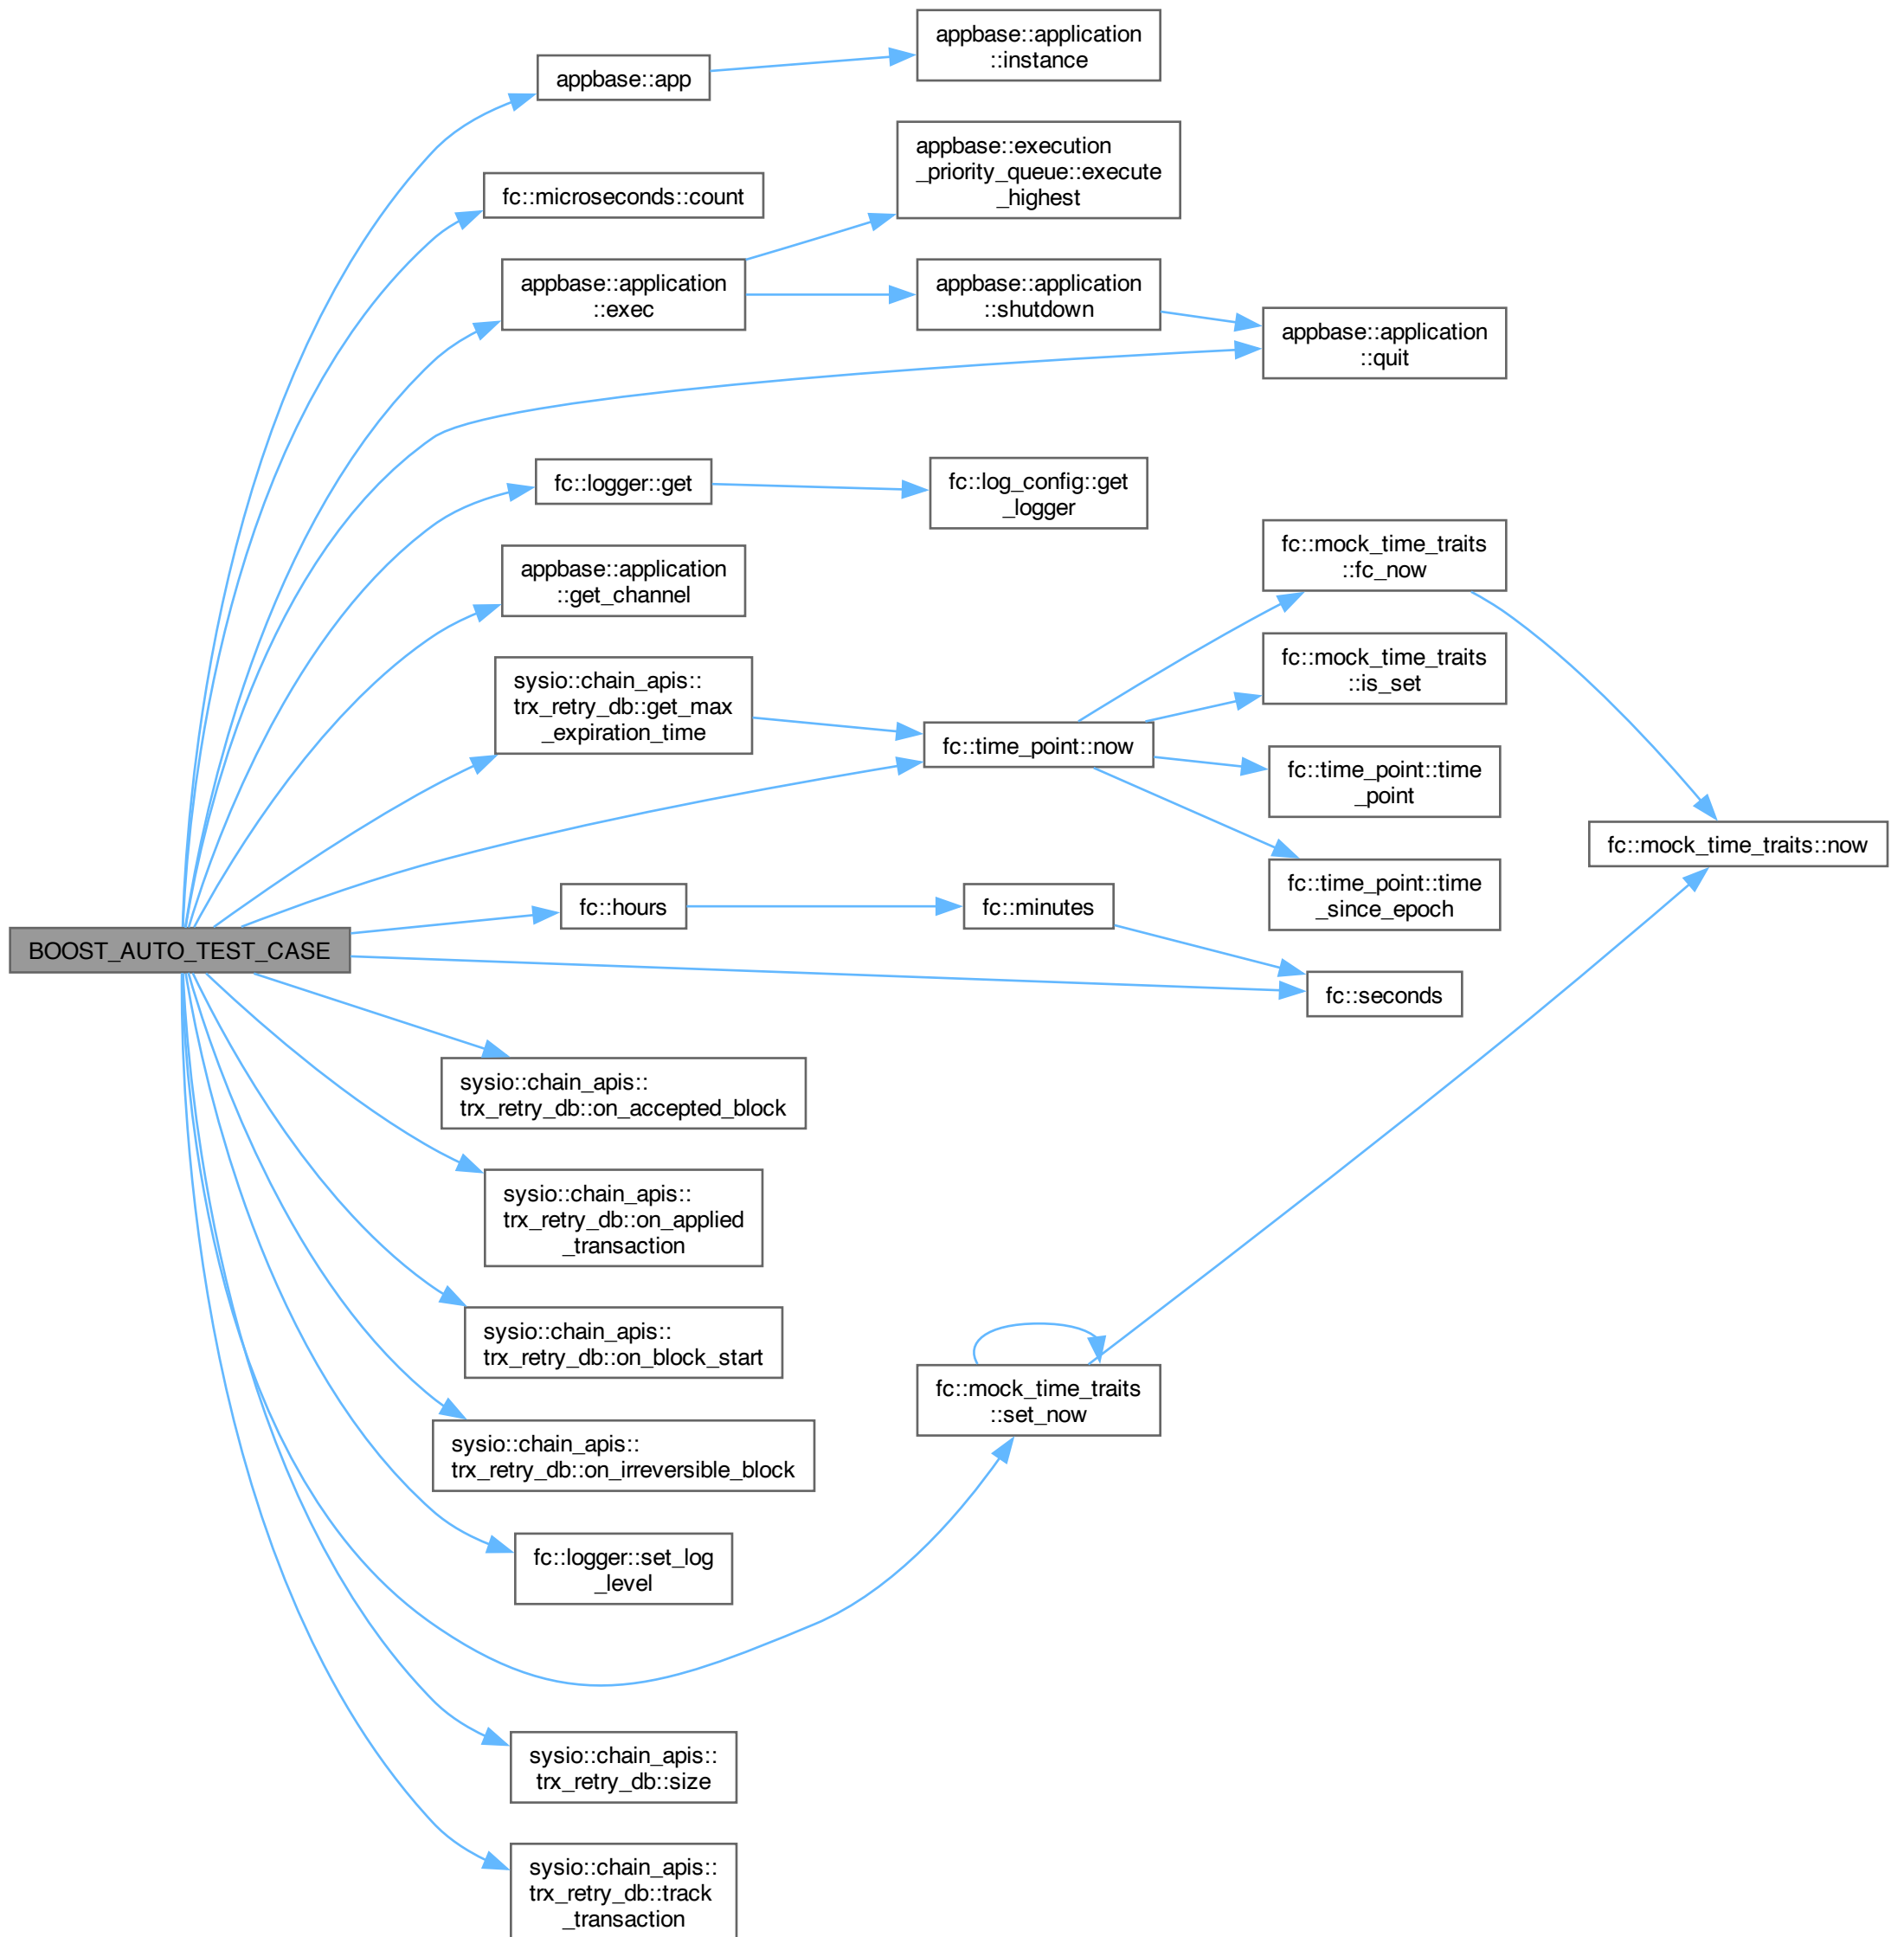 BOOST_AUTO_TEST_CASE
appbase::app
appbase::application
::instance
fc::microseconds::count
appbase::application
::exec
appbase::execution
_priority_queue::execute
_highest
appbase::application
::shutdown
appbase::application
::quit
fc::logger::get
fc::log_config::get
_logger
appbase::application
::get_channel
sysio::chain_apis::
trx_retry_db::get_max
_expiration_time
fc::time_point::now
fc::mock_time_traits
::fc_now
fc::mock_time_traits
::is_set
fc::time_point::time
_point
fc::time_point::time
_since_epoch
fc::mock_time_traits::now
fc::hours
fc::minutes
fc::seconds
sysio::chain_apis::
trx_retry_db::on_accepted_block
sysio::chain_apis::
trx_retry_db::on_applied
_transaction
sysio::chain_apis::
trx_retry_db::on_block_start
sysio::chain_apis::
trx_retry_db::on_irreversible_block
fc::logger::set_log
_level
fc::mock_time_traits
::set_now
sysio::chain_apis::
trx_retry_db::size
sysio::chain_apis::
trx_retry_db::track
_transaction